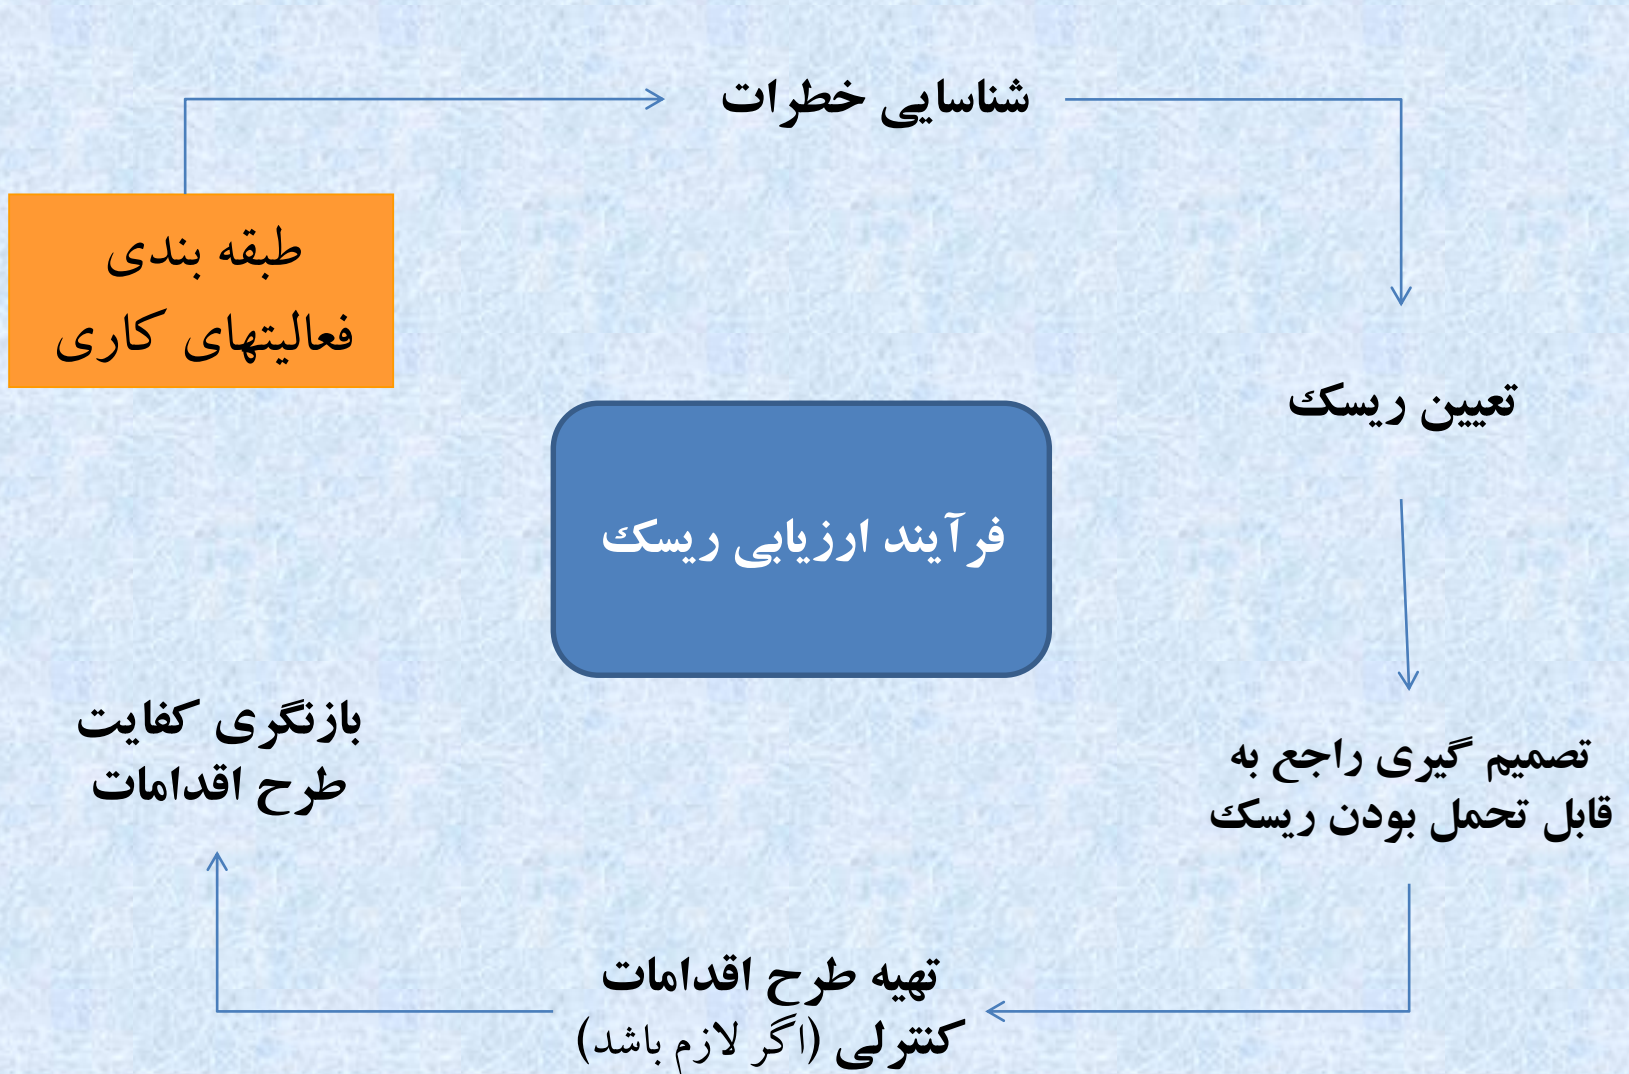 شناسایی خطرات
طبقه بندی
فعالیتهای کاری
تعیین ریسک
فرآیند ارزیابی ریسک
بازنگری کفایت
طرح اقدامات
تصمیم گیری راجع به
قابل تحمل بودن ریسک
تهیه طرح اقدامات
کنترلی (اگر لازم باشد)